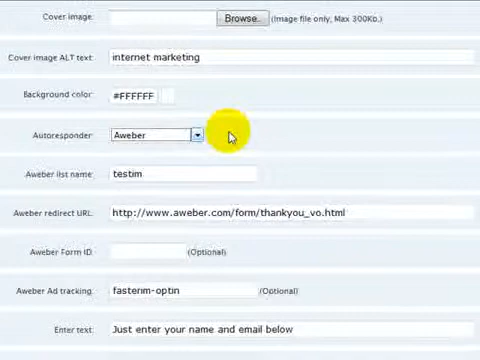 Cover image: Browse.. (Image file only, Max 300Kb.)
Cover image ALT text: internet marketing
Background color: #FFFFFF
Autoresponder: Aweber
Aweber list name: testim
Aweber redirect URL: http://www.aweber.com/form/thankyou_vo.html
Aweber Form ID: (Optional)
Aweber Ad tracking: fasterim-optin (Optional)
Enter text: Just enter your name and email below